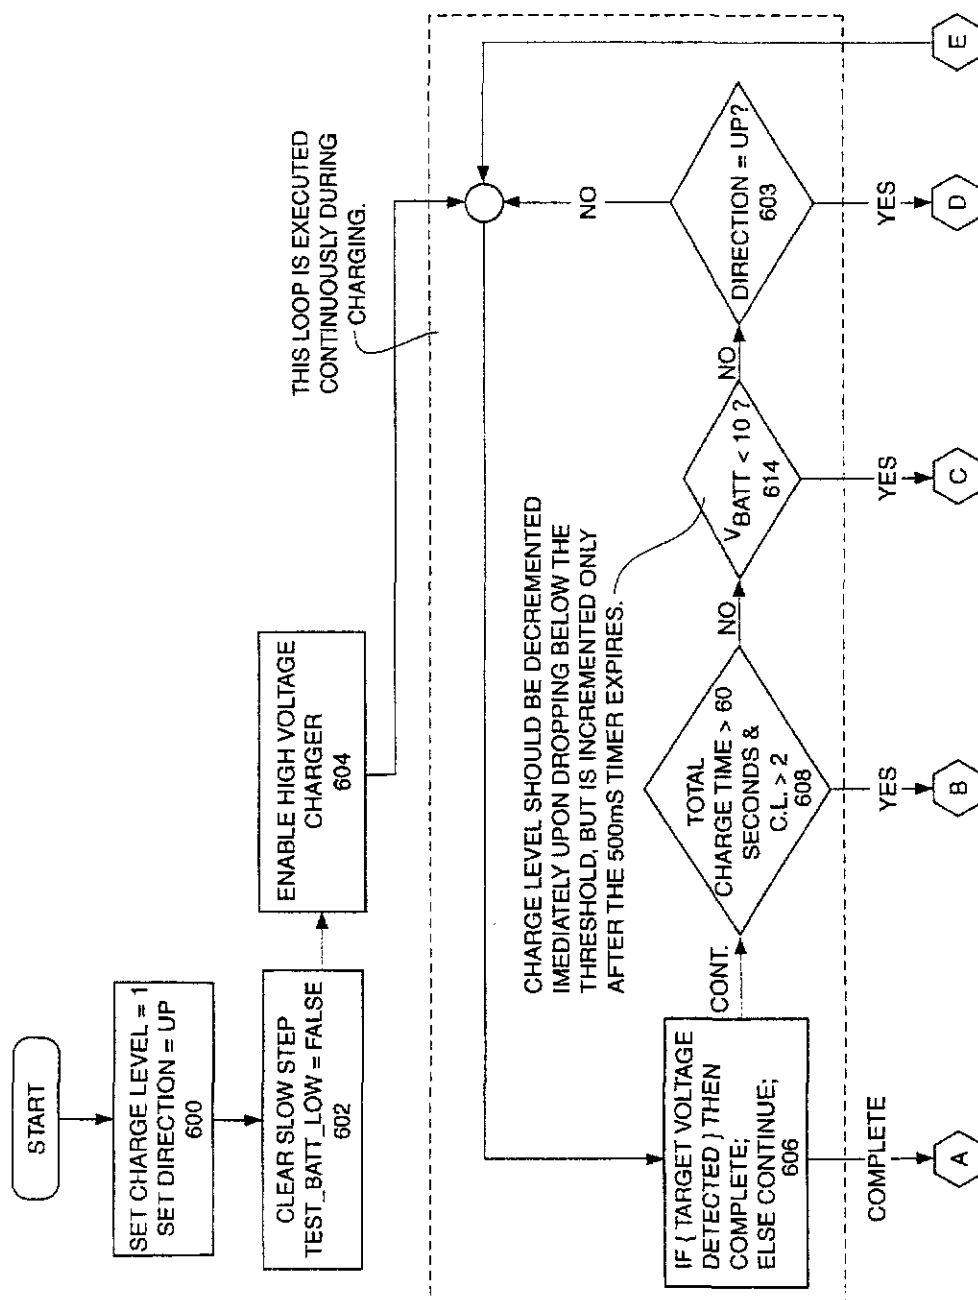 START
SET CHARGE LEVEL = 1
SET DIRECTION = UP
600
CLEAR SLOW STEP
TEST_BATT_LOW = FALSE
602
ENABLE HIGH VOLTAGE
CHARGER
604
THIS LOOP IS EXECUTED
CONTINUOUSLY DURING
CHARGING.
CHARGE LEVEL SHOULD BE DECREMENTED
IMEDIATELY UPON DROPPING BELOW THE
THRESHOLD, BUT IS INCREMENTED ONLY
AFTER THE 500mS TIMER EXPIRES.
IF { TARGET VOLTAGE
DETECTED } THEN
COMPLETE;
ELSE CONTINUE;
606
CONT.
COMPLETE
A
TOTAL
CHARGE TIME > 60
SECONDS &
C.L. > 2
608
NO
YES
B
VBATT < 10 ?
614
NO
YES
C
DIRECTION = UP?
603
NO
YES
D
E